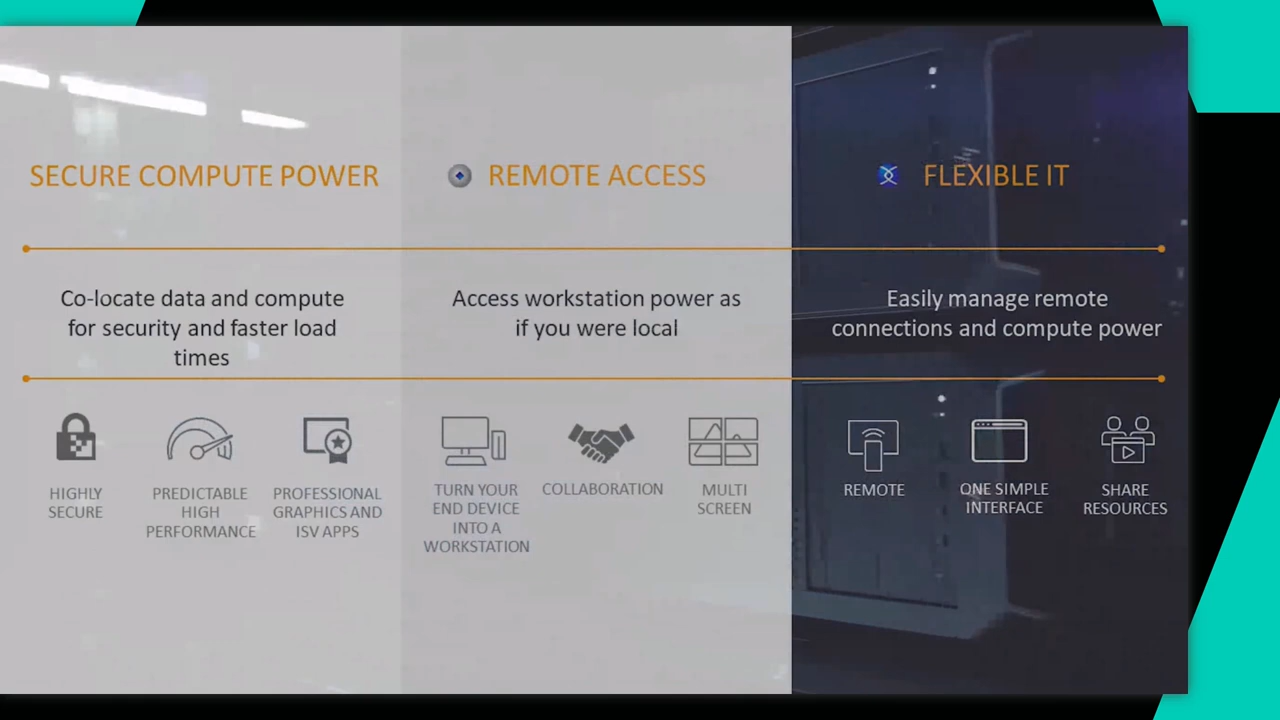 SECURE COMPUTE POWER
Co-locate data and compute
for security and faster load
times
HIGHLY
SECURE
PREDICTABLE
HIGH
PERFORMANCE
PROFESSIONAL
GRAPHICS AND
ISV APPS
REMOTE ACCESS
Access workstation power as
if you were local
TURN YOUR
END DEVICE
INTO A
WORKSTATION
COLLABORATION
MULTI
SCREEN
FLEXIBLE IT
Easily manage remote
connections and compute power
REMOTE
ONE SIMPLE
INTERFACE
SHARE
RESOURCES